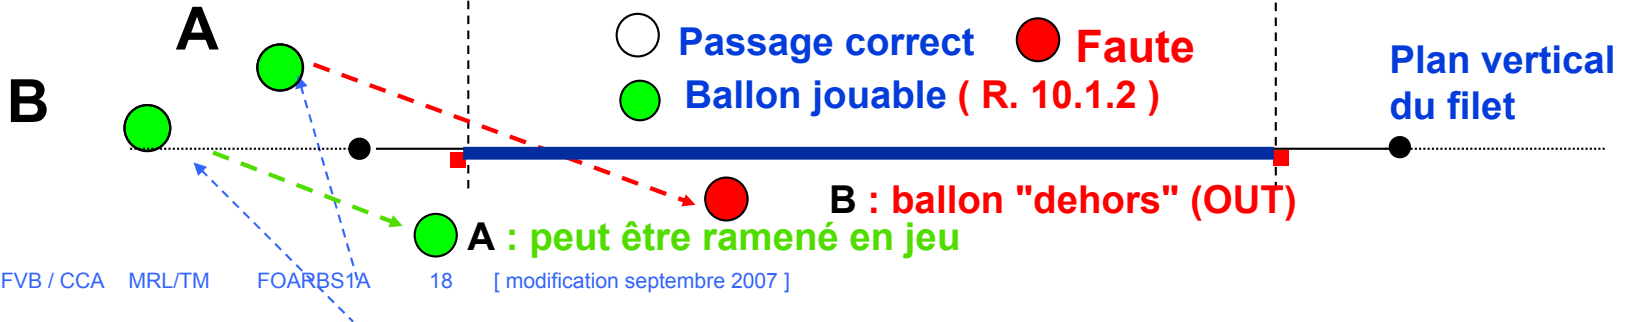 A
Passage correct
Faute
Plan vertical
du filet
B
Ballon jouable ( R. 10.1.2 )
B : ballon "dehors" (OUT)
A : peut être ramené en jeu
FVB / CCA MRL/TM FOARBS1A 18 [ modification septembre 2007 ]